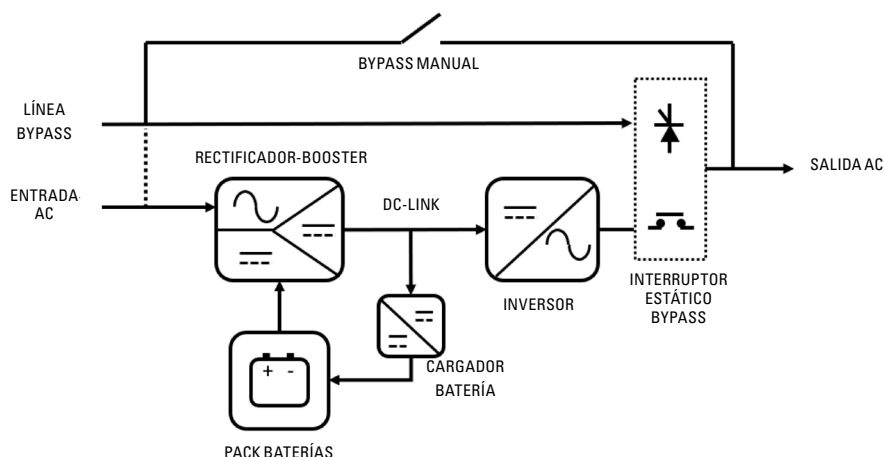 BYPASS MANUAL
LÍNEA
BYPASS
RECTIFICADOR-BOOSTER
ENTRADA
AC
DC-LINK
SALIDA AC
INVERSOR
INTERRUPTOR
ESTÁTICO
BYPASS
CARGADOR
BATERÍA
+ -
PACK BATERÍAS